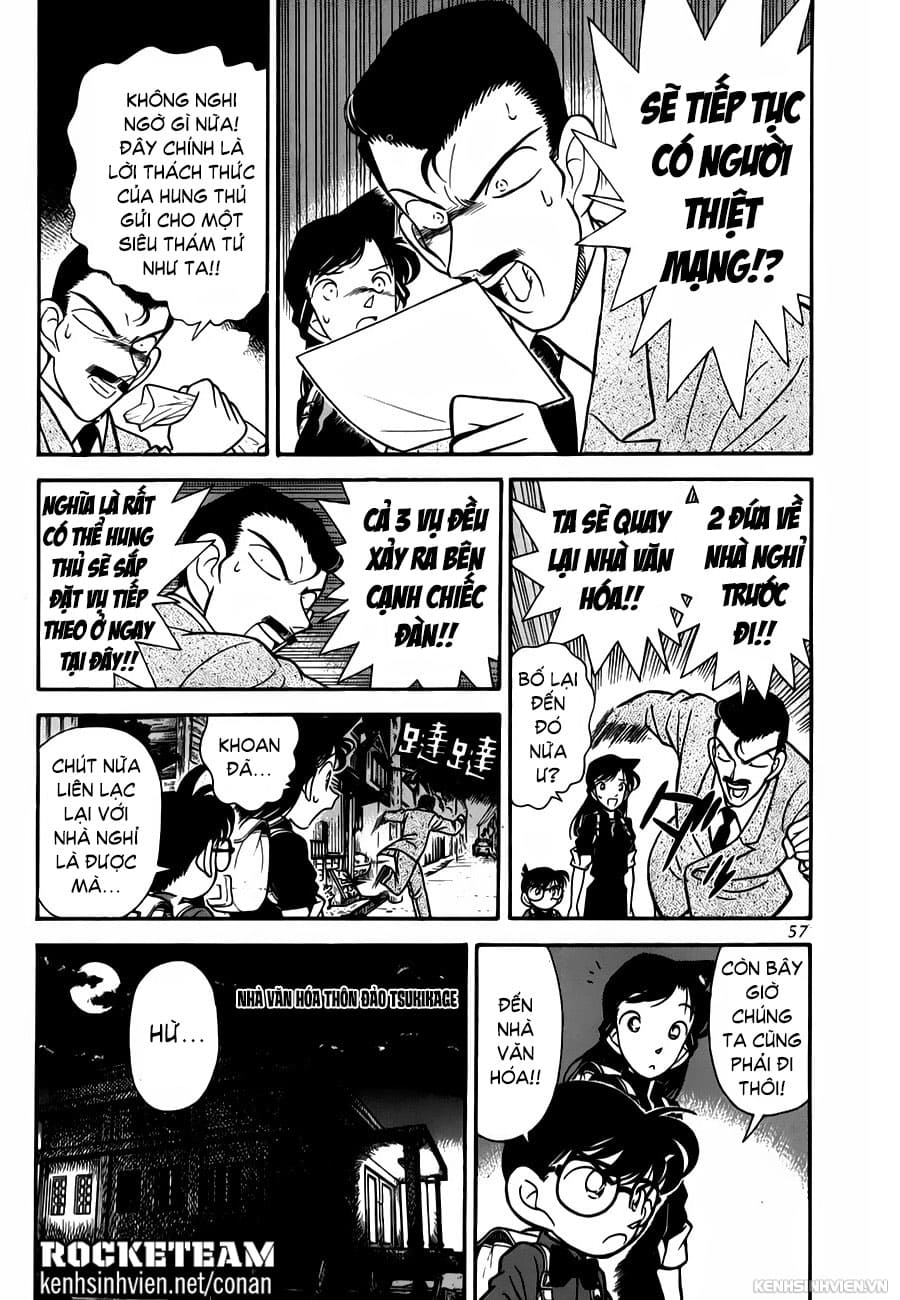 SẼ TIẾP TỤC
CÓ NGƯỜI
THIỆT
MẠNG!?
KHÔNG NGHI
NGỜ GÌ NỮA!
ĐÂY CHÍNH LÀ
LỜI THÁCH THỨC
CỦA HUNG THỦ
GỬI CHO MỘT
SIÊU THÁM TỬ
NHƯ TA!!
2 ĐỨA VỀ
NHÀ NGHỈ
TRƯỚC
ĐI!!
TA SẼ QUAY
LẠI NHÀ VĂN
HÓA!!
BỐ LẠI
ĐẾN
ĐÓ
NỮA
Ư?
CẢ 3 VỤ ĐỀU
XẢY RA BÊN
CẠNH CHIẾC
ĐÀN!!
NGHĨA LÀ RẤT
CÓ THỂ HUNG
THỦ SẼ SẮP
ĐẶT VỤ TIẾP
THEO Ở NGAY
TẠI ĐÂY!!
KHOAN
ĐÃ...
CHÚT NỮA
LIÊN LẠC
LẠI VỚI
NHÀ NGHỈ
LÀ ĐƯỢC
MÀ...
57
CÒN BÂY
GIỜ
CHÚNG
TA CŨNG
PHẢI ĐI
THÔI!
ĐẾN
NHÀ
VĂN
HÓA!!
NHÀ VĂN HÓA THÔN ĐẢO TSUKIKAGE
HỪ...
ROCKETEAM
kenhsinhvien.net/conan
KENHSINHVIEN.VN